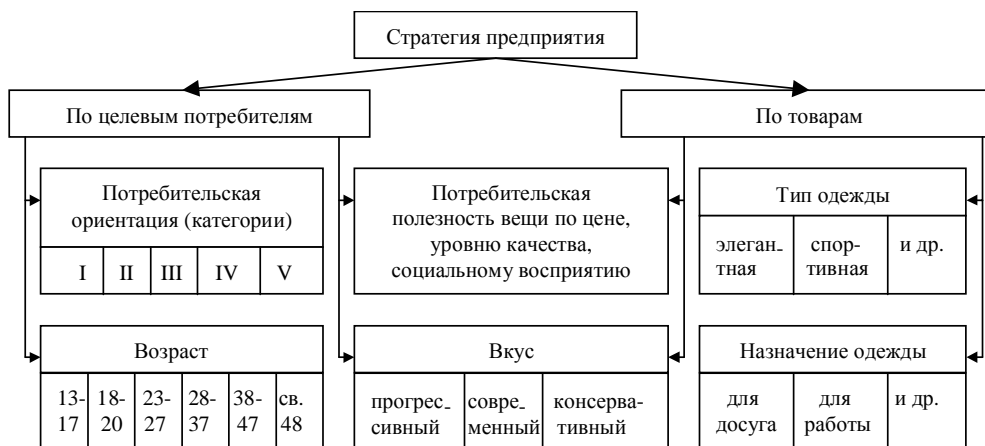 Стратегия предприятия
По целевым потребителям
По товарам
Потребительская
ориентация (категории)
I II III IV V
Потребительская
полезность вещи по цене,
уровню качества,
социальному восприятию
Тип одежды
элеган-
тная
спор-
тивная
и др.
Возраст
13-
17
18-
20
23-
27
28-
37
38-
47
св.
48
Вкус
прогрес-
сивный
совре-
менный
консерва-
тивный
Назначение одежды
для
досуга
для
работы
и др.